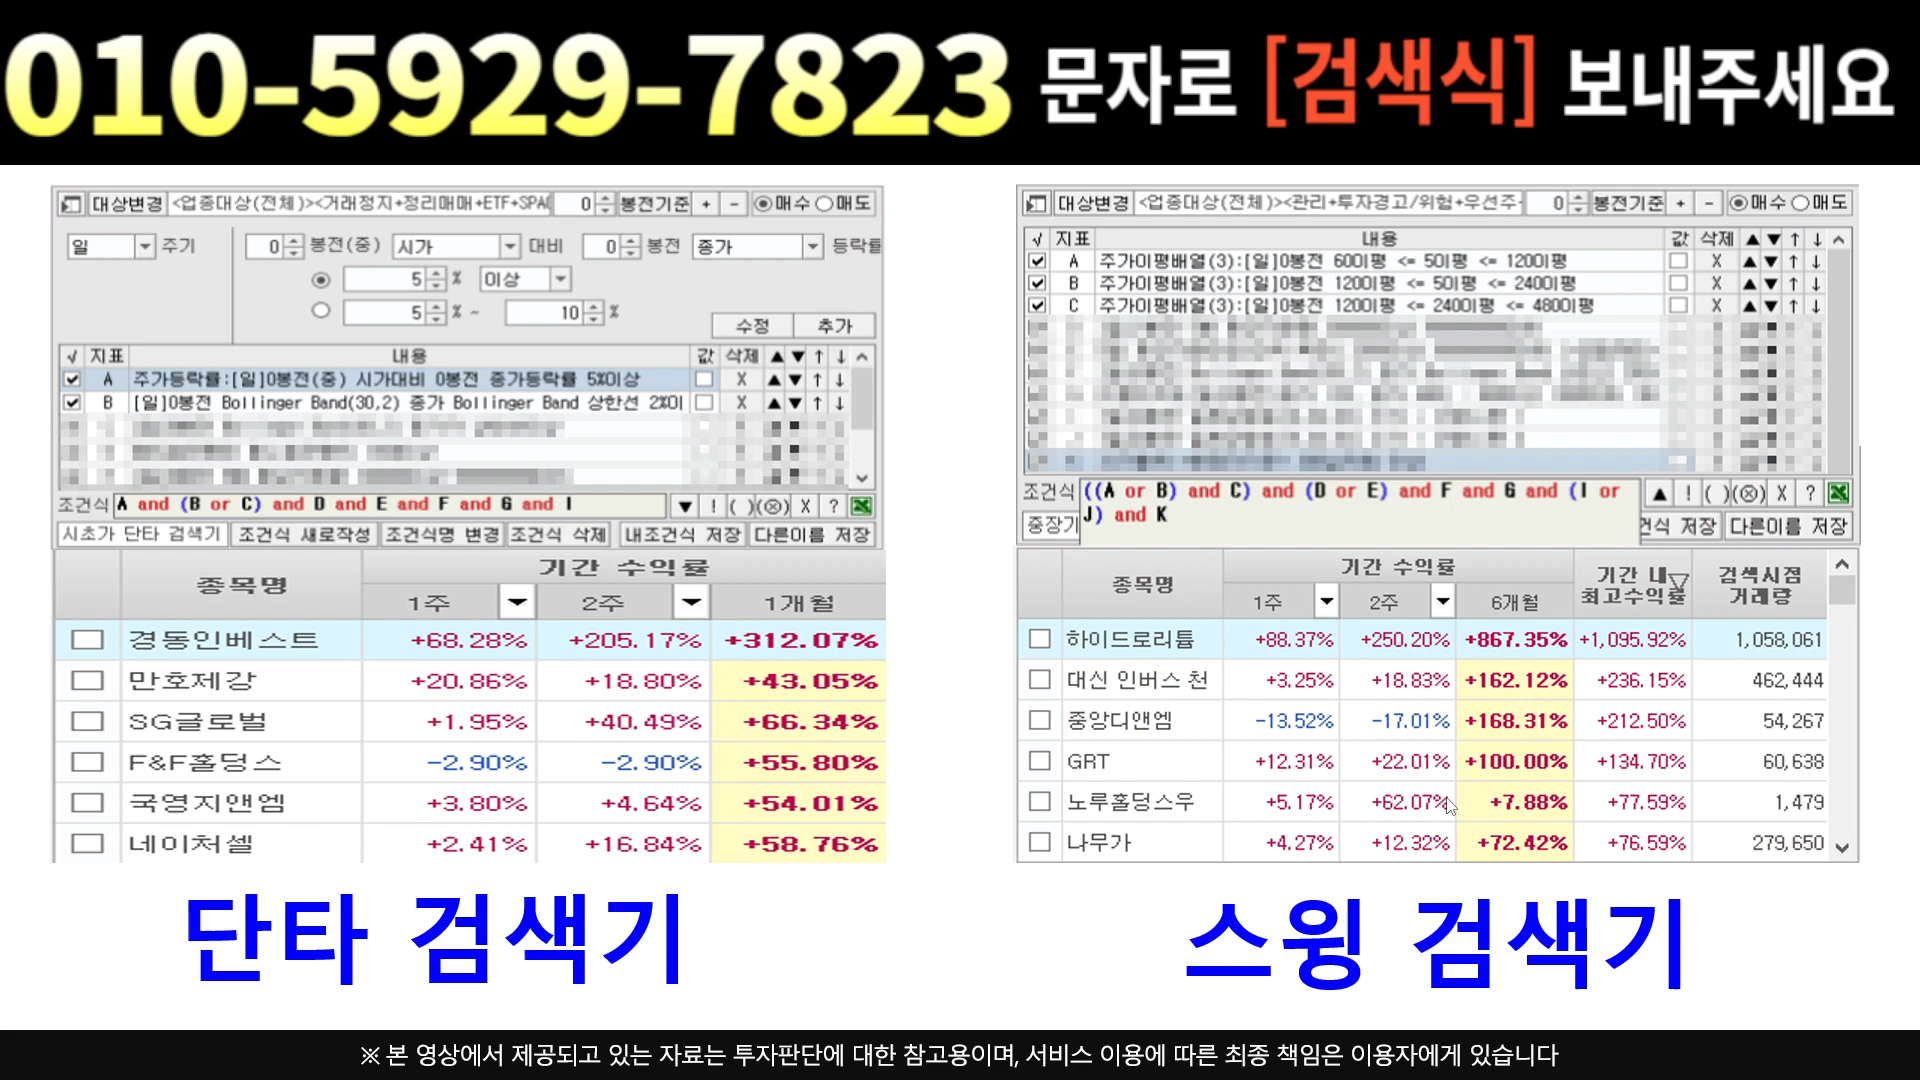 010-5929-7823 문자로 [검색식] 보내주세요
대상변경 <업종대상(전체)><거래정지+정리매매+ETF+SPA 0 봉전기준 + - 매수 매도
일 주기 0 봉전(중) 시가 대비 0 봉전 종가 등락률
5 % 이상
5 % ~ 10 %
수정 추가
√ 지표 내용 값 삭제 ▲ ▼ ↑ ↓
A 주가등락률:[일]0봉전(중) 시가대비 0봉전 종가등락률 5%이상 X ▲ ▼ ↑ ↓
B [일]0봉전 Bollinger Band(30,2) 종가 Bollinger Band 상한선 2%이 X ▲ ▼ ↑ ↓
조건식 A and (B or C) and D and E and F and G and I ▼ ! ( ) (⊗) X ?
시초가 단타 검색기 조건식 새로작성 조건식명 변경 조건식 삭제 내조건식 저장 다른이름 저장
종목명 기간 수익률
1주 2주 1개월
경동인베스트 +68.28% +205.17% +312.07%
만호제강 +20.86% +18.80% +43.05%
SG글로벌 +1.95% +40.49% +66.34%
F&F홀딩스 -2.90% -2.90% +55.80%
국영지앤엠 +3.80% +4.64% +54.01%
네이처셀 +2.41% +16.84% +58.76%
단타 검색기
대상변경 <업종대상(전체)><관리+투자경고/위험+우선주+ 0 봉전기준 + - 매수 매도
√ 지표 내용 값 삭제 ▲ ▼ ↑ ↓
A 주가이평배열(3):[일]0봉전 60이평 <= 5이평 <= 120이평 X ▲ ▼ ↑ ↓
B 주가이평배열(3):[일]0봉전 120이평 <= 5이평 <= 240이평 X ▲ ▼ ↑ ↓
C 주가이평배열(3):[일]0봉전 120이평 <= 240이평 <= 480이평 X ▲ ▼ ↑ ↓
조건식 ((A or B) and C) and (D or E) and F and G and (I or ▲ ! ( ) (⊗) X ?
중장기 J) and K 건식 저장 다른이름 저장
종목명 기간 수익률 기간 내 최고수익률 검색시점 거래량
1주 2주 6개월
하이드로리튬 +88.37% +250.20% +867.35% +1,095.92% 1,058,061
대신 인버스 천 +3.25% +18.83% +162.12% +236.15% 462,444
중앙디앤엠 -13.52% -17.01% +168.31% +212.50% 54,267
GRT +12.31% +22.01% +100.00% +134.70% 60,638
노루홀딩스우 +5.17% +62.07% +7.88% +77.59% 1,479
나무가 +4.27% +12.32% +72.42% +76.59% 279,650
스윙 검색기
※ 본 영상에서 제공되고 있는 자료는 투자판단에 대한 참고용이며, 서비스 이용에 따른 최종 책임은 이용자에게 있습니다